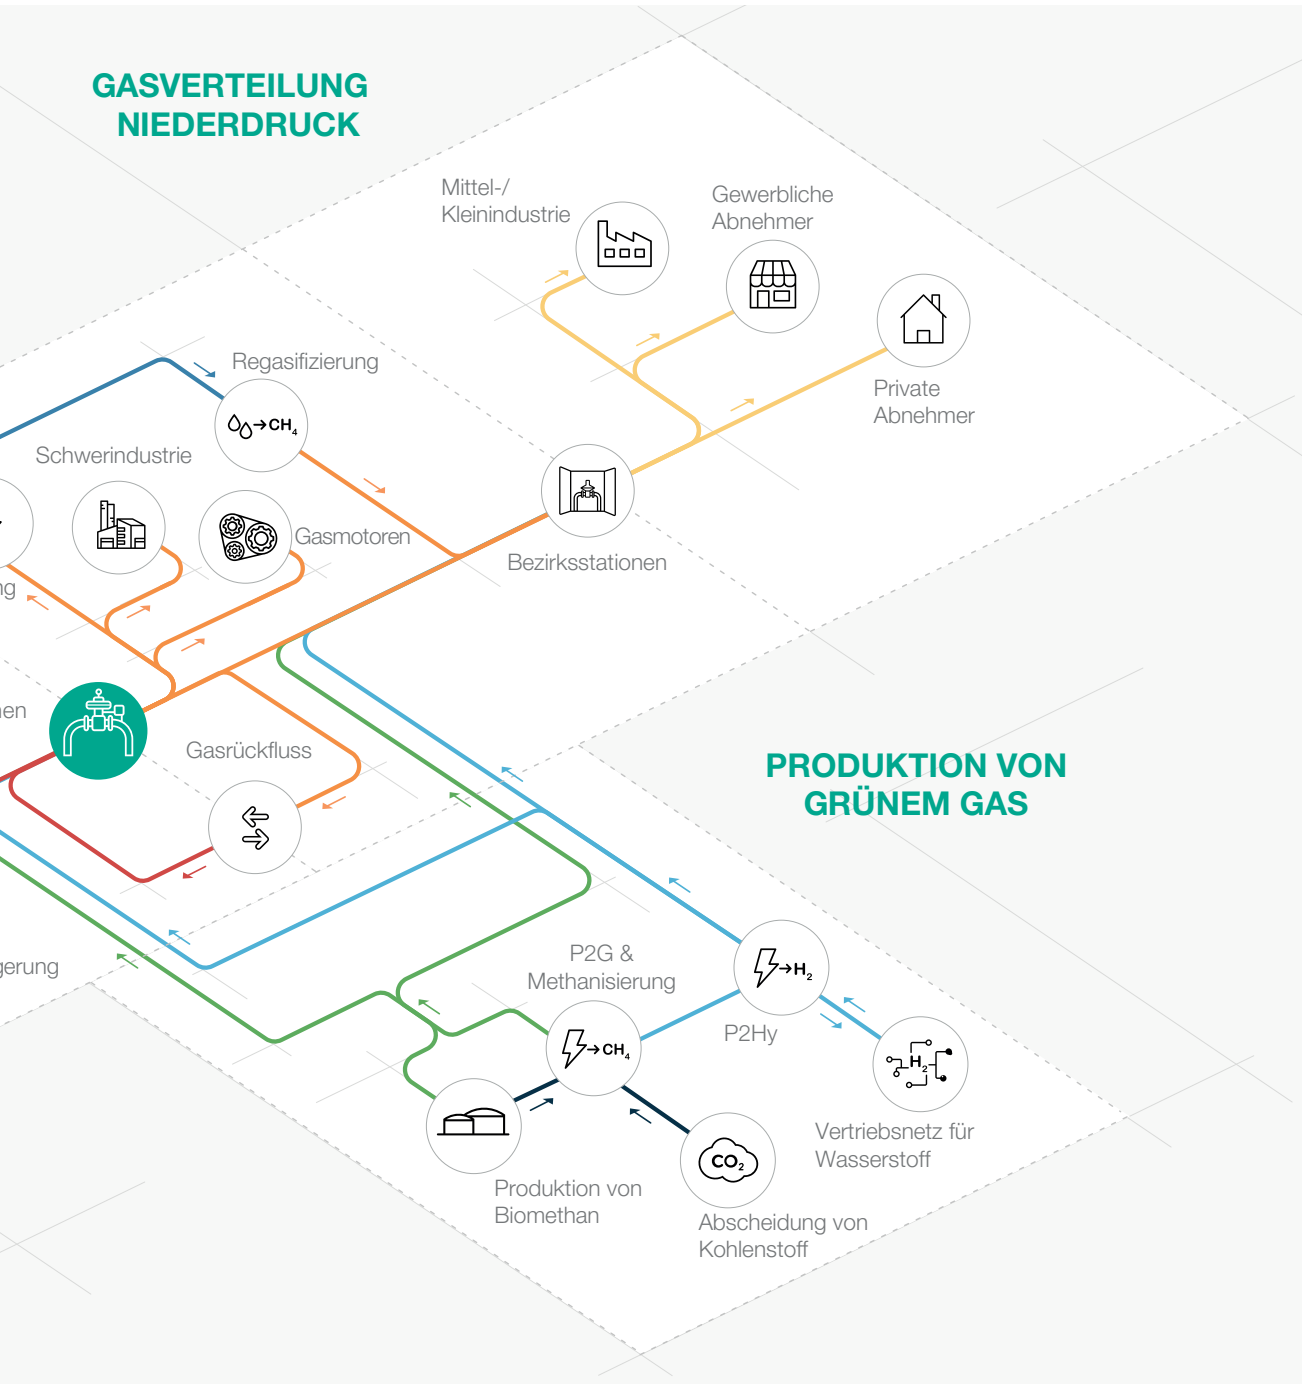 GASVERTEILUNG
NIEDERDRUCK
Mittel-/
Kleinindustrie
Gewerbliche
Abnehmer
Private
Abnehmer
Regasifizierung
→CH₄
Schwerindustrie
Gasmotoren
Bezirksstationen
Gasrückfluss
PRODUKTION VON
GRÜNEM GAS
P2G &
Methanisierung
→CH₄
→H₂
P2Hy
H₂
Vertriebsnetz für
Wasserstoff
CO₂
Produktion von
Biomethan
Abscheidung von
Kohlenstoff